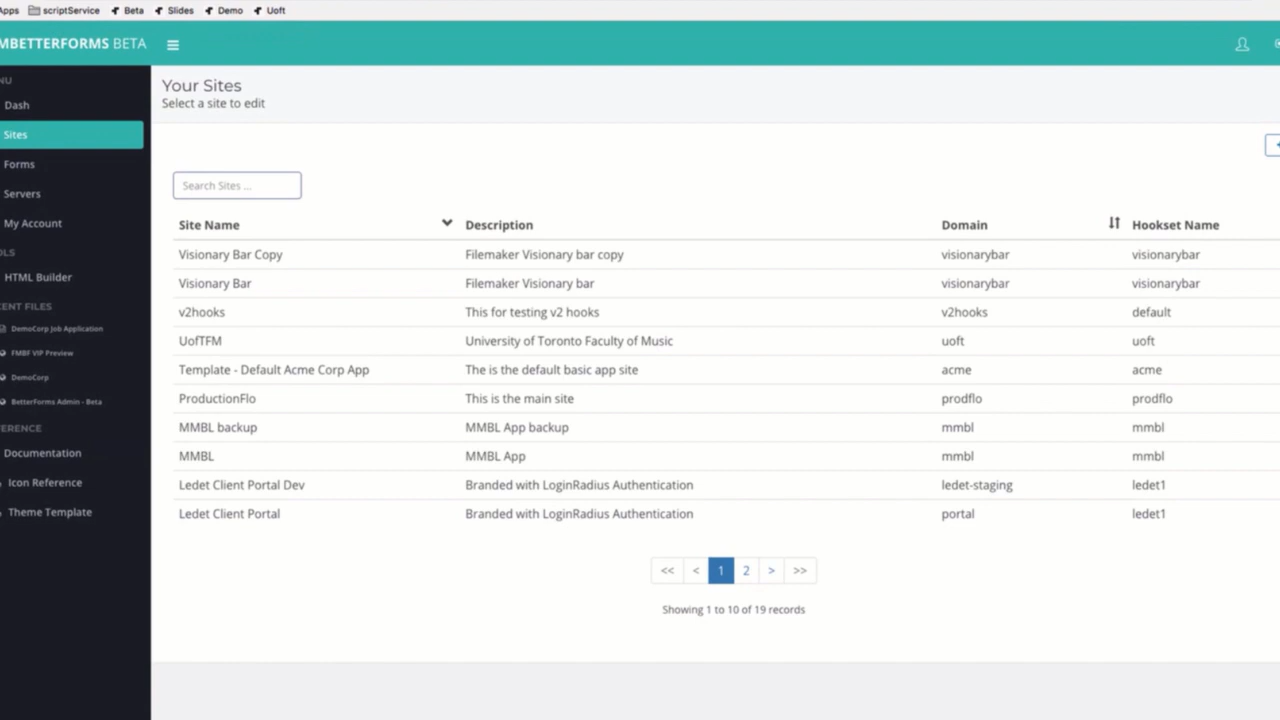 Apps scriptService Beta Slides Demo Uoft
MBETTERFORMS BETA
NU
Dash
Sites
Forms
Servers
My Account
OLS
HTML Builder
CENT FILES
DemoCorp Job Application
FMBF VIP Preview
DemoCorp
BetterForms Admin - Beta
ERENCE
Documentation
Icon Reference
Theme Template
Your Sites
Select a site to edit
Search Sites ...
Site Name Description Domain Hookset Name
Visionary Bar Copy Filemaker Visionary bar copy visionarybar visionarybar
Visionary Bar Filemaker Visionary bar visionarybar visionarybar
v2hooks This for testing v2 hooks v2hooks default
UofTFM University of Toronto Faculty of Music uoft uoft
Template - Default Acme Corp App The is the default basic app site acme acme
ProductionFlo This is the main site prodflo prodflo
MMBL backup MMBL App backup mmbl mmbl
MMBL MMBL App mmbl mmbl
Ledet Client Portal Dev Branded with LoginRadius Authentication ledet-staging ledet1
Ledet Client Portal Branded with LoginRadius Authentication portal ledet1
<< < 1 2 > >>
Showing 1 to 10 of 19 records